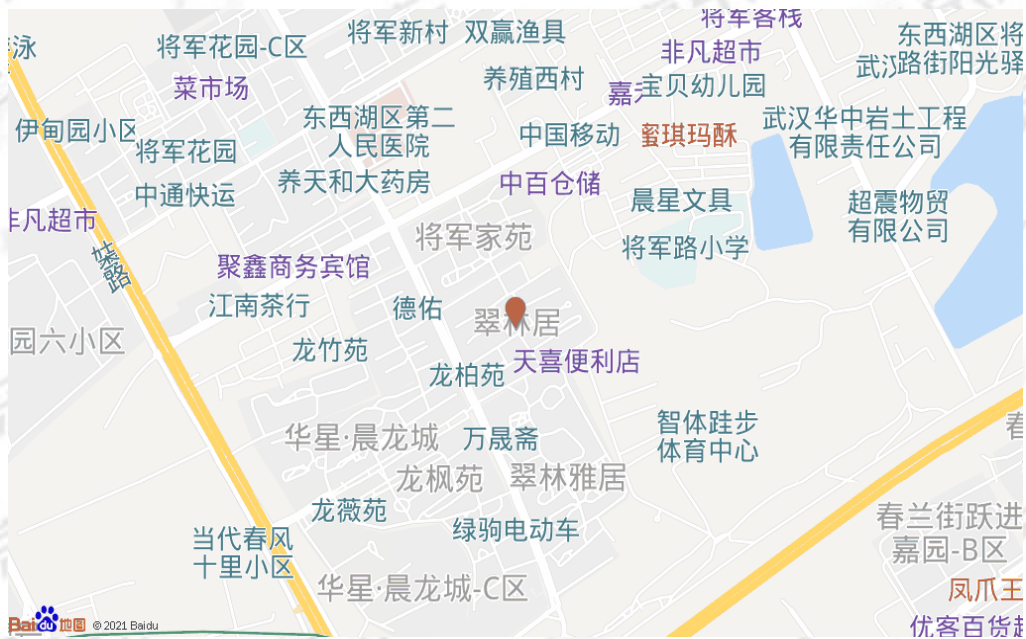 将军客栈
将军新村
双赢渔具
东西湖区将
泳
将军花园-C区
非凡超市
武汉
路街阳光驿
养殖西村
菜市场
嘉
宝贝幼儿园
伊甸园小区
东西湖区第二
人民医院
中国移动
蜜琪玛酥
武汉华中岩土工程
有限责任公司
将军花园
养天和大药房
中百仓储
中通快运
晨星文具
超震物贸
有限公司
非凡超市
将军家苑
将军路小学
路
聚鑫商务宾馆
江南茶行
德佑
翠林居
园六小区
龙竹苑
天喜便利店
龙柏苑
智体跬步
体育中心
华星·晨龙城
万晟斋
春
龙枫苑
翠林雅居
龙薇苑
春兰街跃进
嘉园-B区
绿驹电动车
当代春风
十里小区
华星·晨龙城-C区
凤爪王
Bai du 地图
© 2021 Baidu
优客百货超